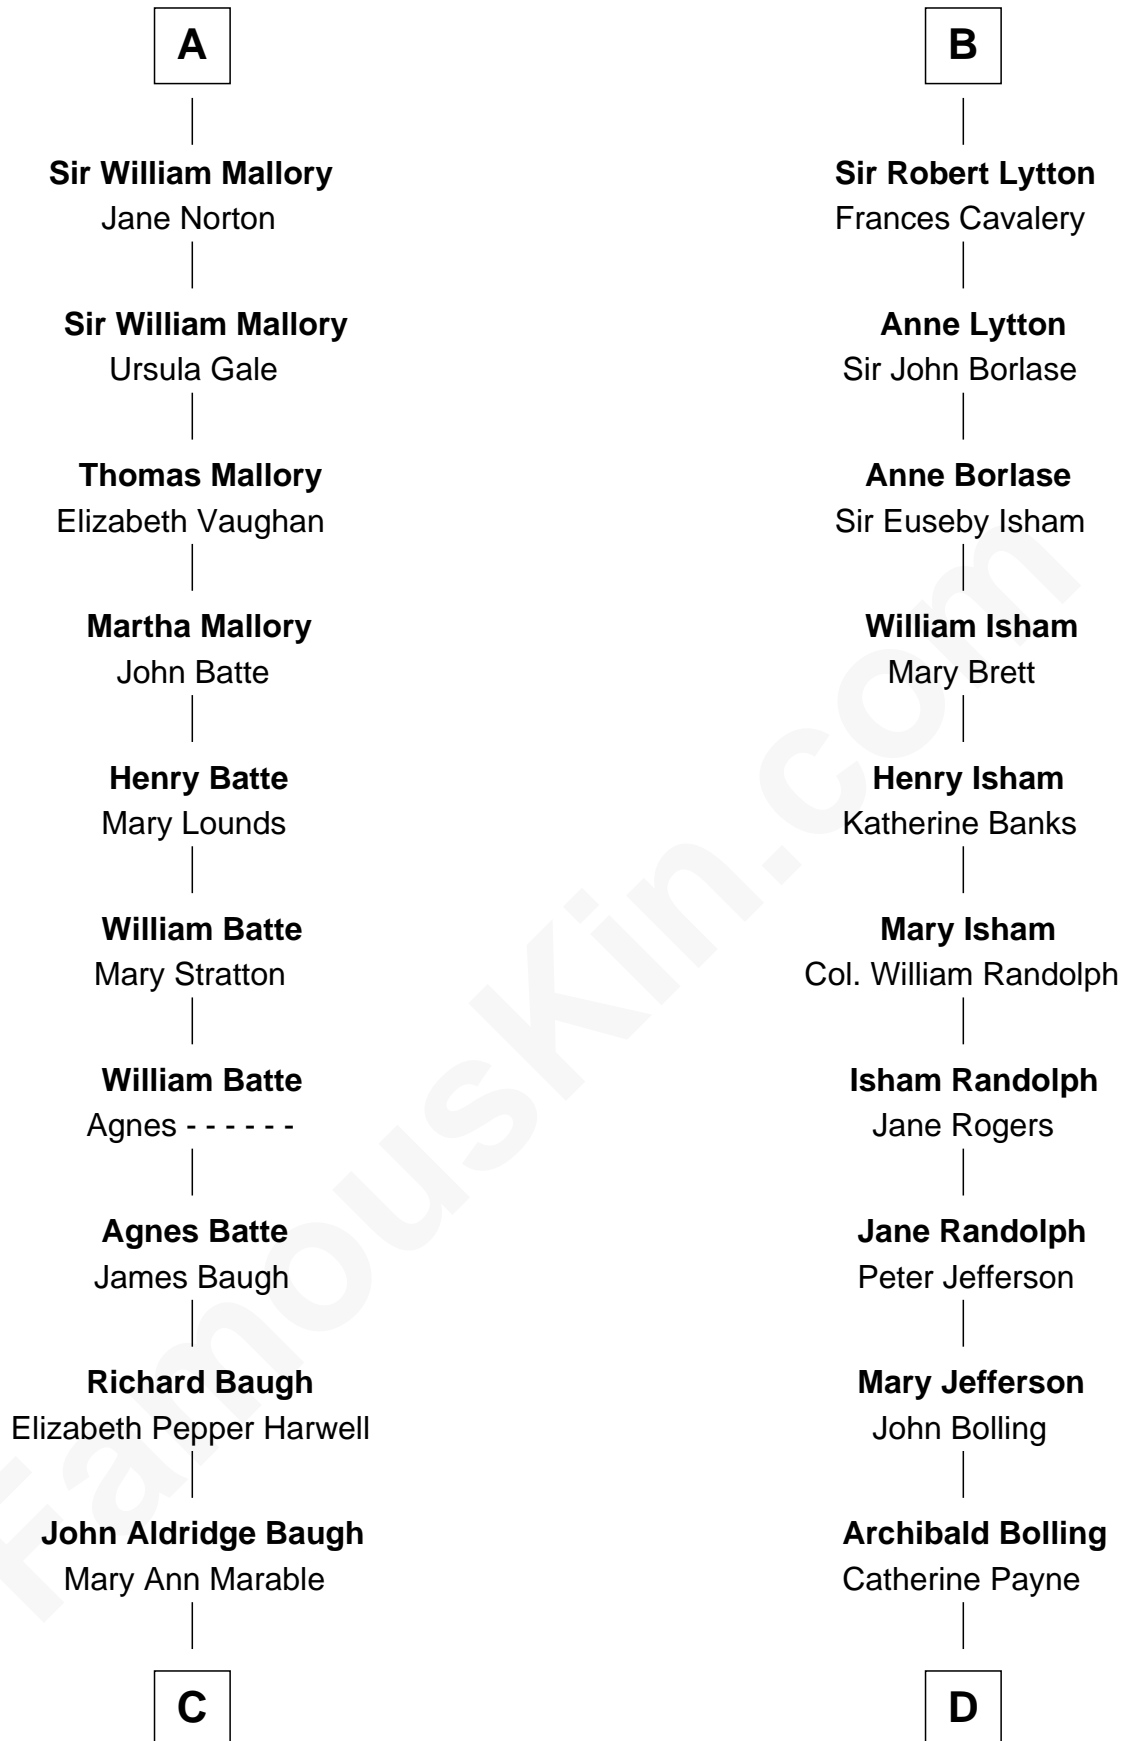 A
Sir William Mallory
Jane Norton
Sir William Mallory
Ursula Gale
Thomas Mallory
Elizabeth Vaughan
Martha Mallory
John Batte
Henry Batte
Mary Lounds
William Batte
Mary Stratton
William Batte
Agnes - - - - - -
Agnes Batte
James Baugh
Richard Baugh
Elizabeth Pepper Harwell
John Aldridge Baugh
Mary Ann Marable
C
B
Sir Robert Lytton
Frances Cavalery
Anne Lytton
Sir John Borlase
Anne Borlase
Sir Euseby Isham
William Isham
Mary Brett
Henry Isham
Katherine Banks
Mary Isham
Col. William Randolph
Isham Randolph
Jane Rogers
Jane Randolph
Peter Jefferson
Mary Jefferson
John Bolling
Archibald Bolling
Catherine Payne
D
FamousKin.com